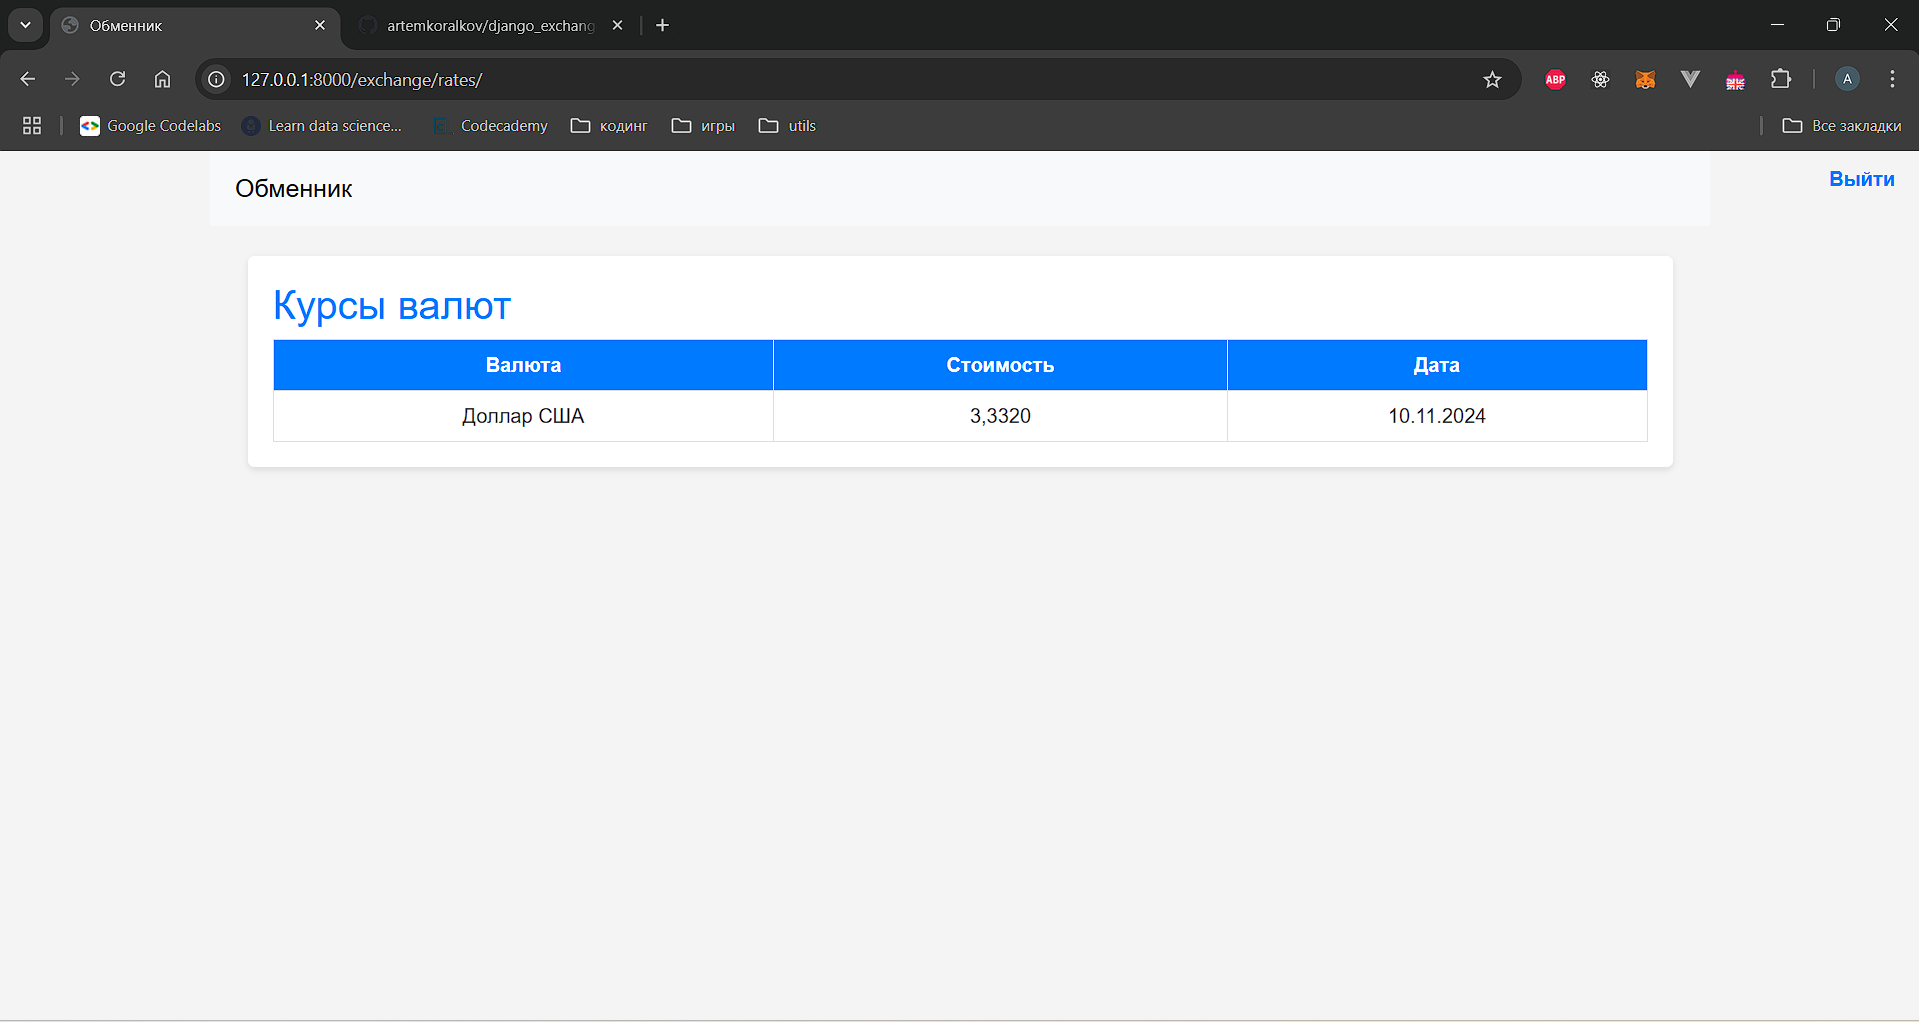 Обменник
artemkoralkov/django_exchang
127.0.0.1:8000/exchange/rates/
ABP
A
Google Codelabs
Learn data science...
Codecademy
кодинг
игры
utils
Все закладки
Обменник
Выйти
Курсы валют
Валюта Стоимость Дата
Доллар США 3,3320 10.11.2024